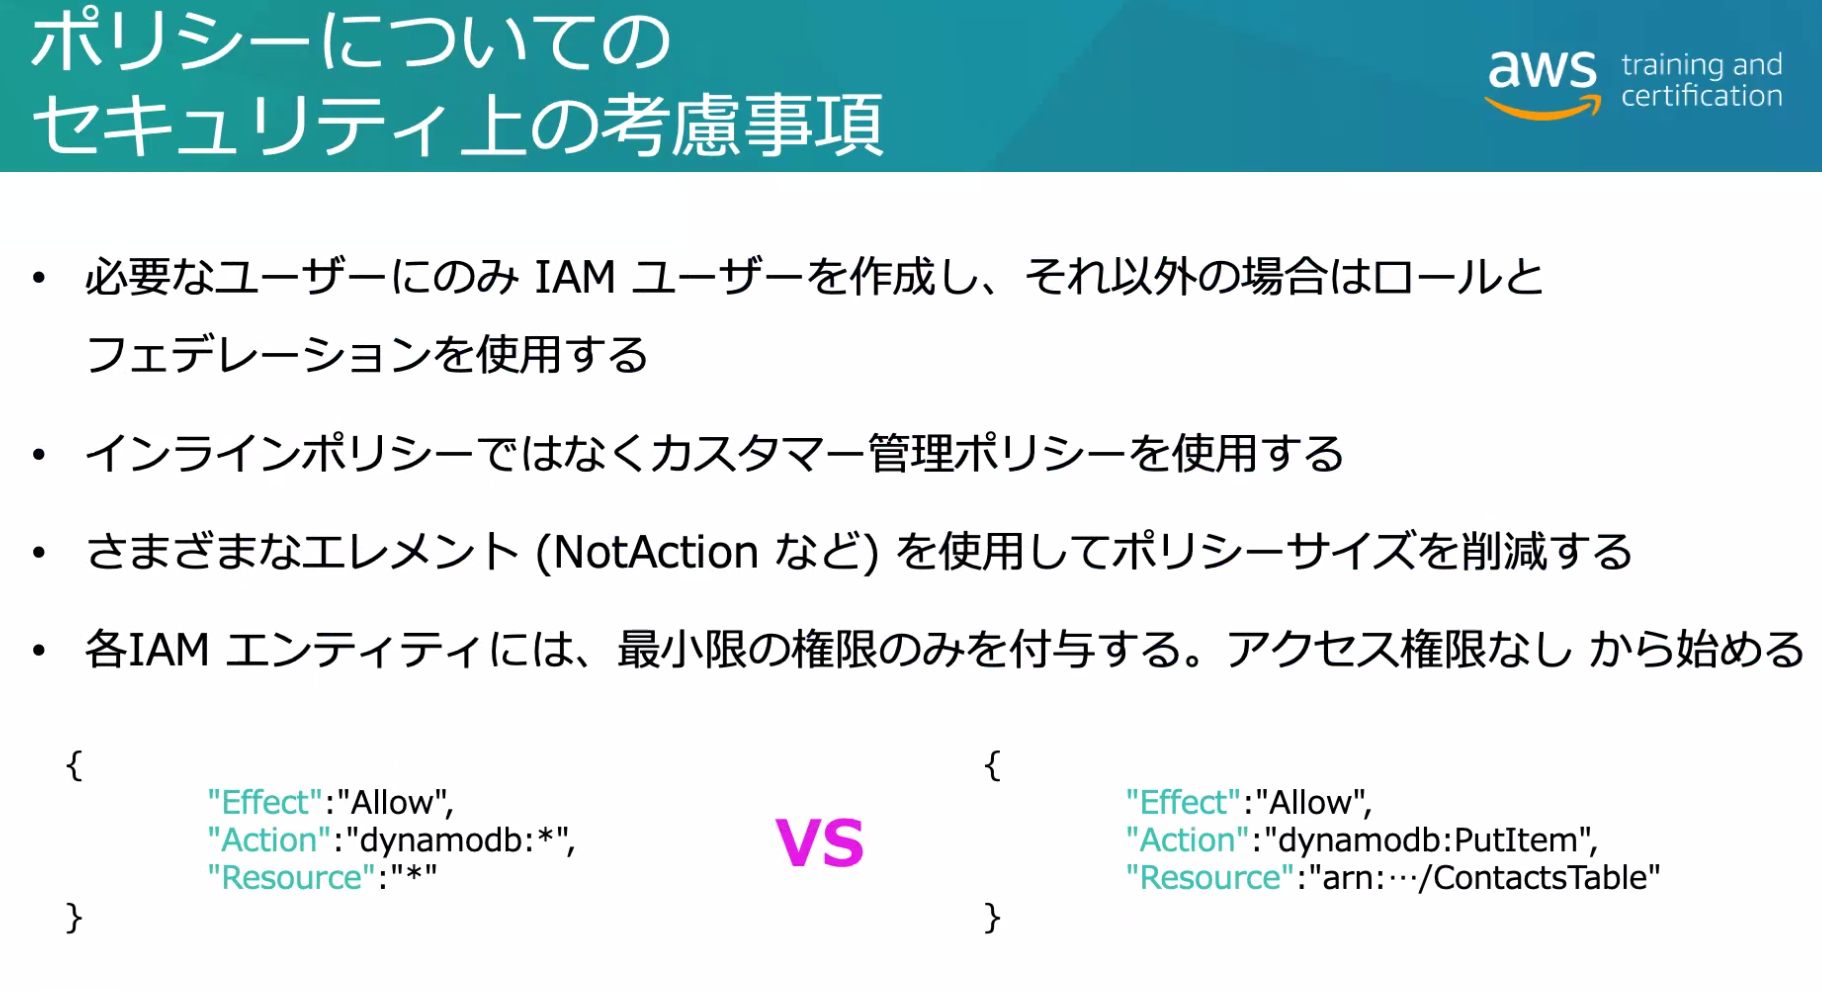 ポリシーについての
セキュリティ上の考慮事項
aws training and
certification
• 必要なユーザーにのみ IAM ユーザーを作成し、それ以外の場合はロールと
フェデレーションを使用する
• インラインポリシーではなくカスタマー管理ポリシーを使用する
• さまざまなエレメント (NotAction など) を使用してポリシーサイズを削減する
• 各IAM エンティティには、最小限の権限のみを付与する。アクセス権限なし から始める
{
"Effect":"Allow",
"Action":"dynamodb:*",
"Resource":"*"
}
VS
{
"Effect":"Allow",
"Action":"dynamodb:PutItem",
"Resource":"arn:…/ContactsTable"
}